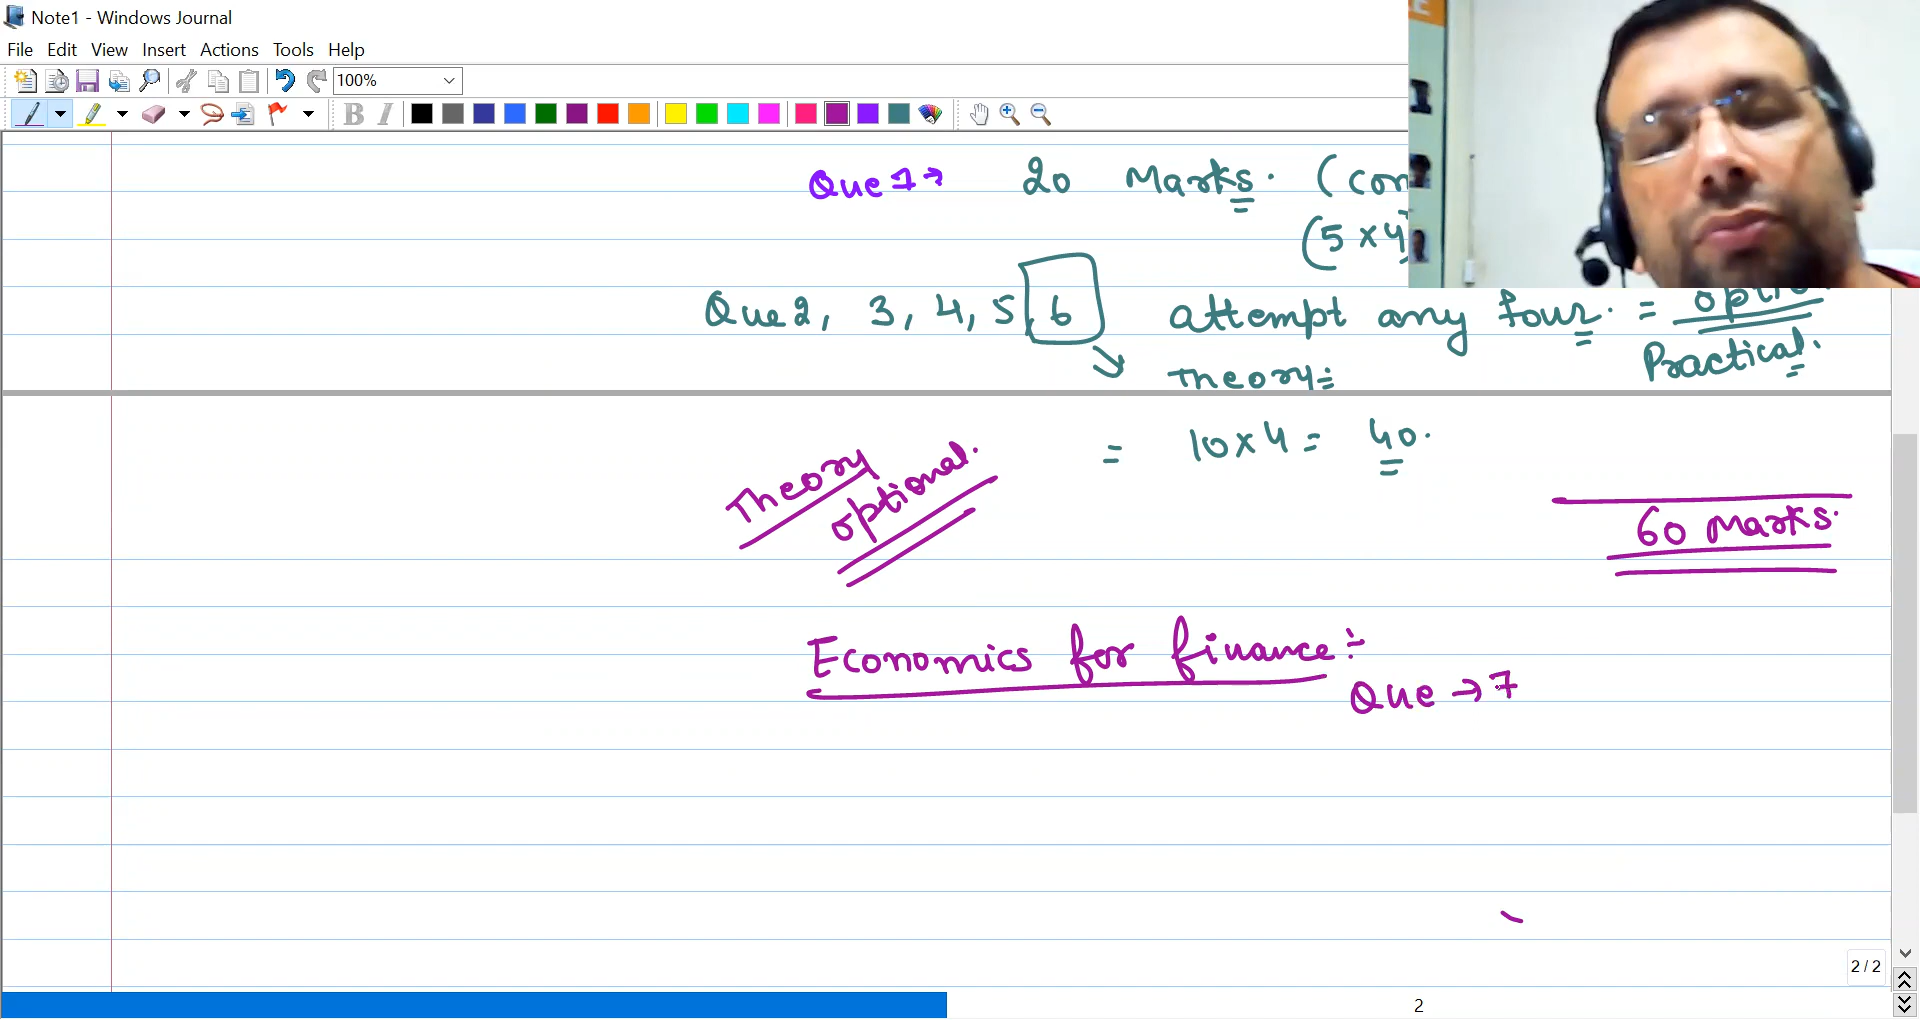 Note1 - Windows Journal
File Edit View Insert Actions Tools Help
100%
B I
Que 1 → 20 Marks. (Con
(5 x 4)
Que 2, 3, 4, 5, 6 attempt any four. =
Theory:
Practical.
= 10 x 4 = 40.
Theory
optional.
60 Marks.
Economics for finance :-
Que → 7
2 / 2
2